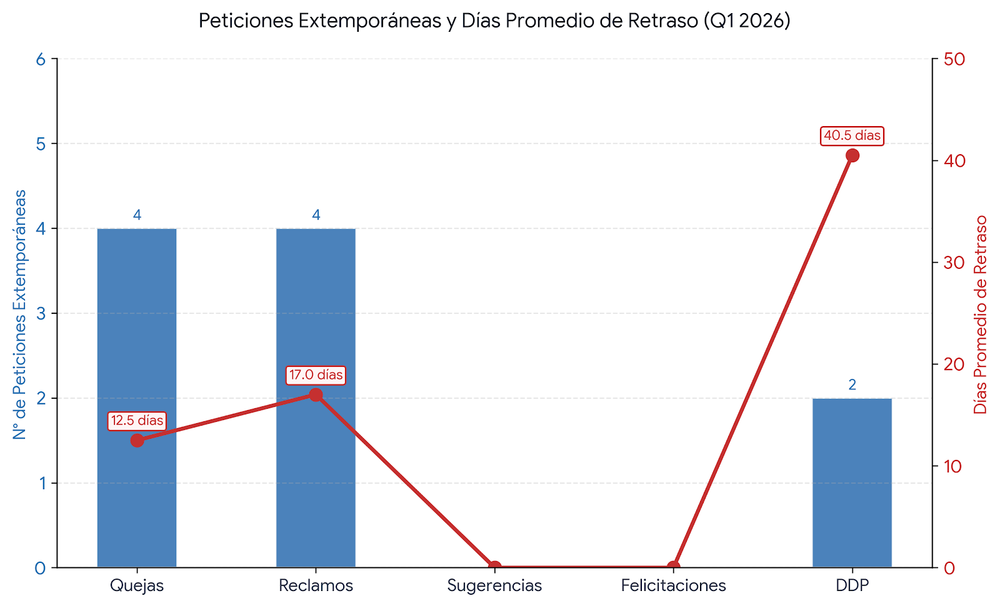 Peticiones Extemporáneas y Días Promedio de Retraso (Q1 2026)
N° de Peticiones Extemporáneas
6
5
4
3
2
1
0
4
4
2
12.5 días
17.0 días
40.5 días
50
40
30
20
10
0
Días Promedio de Retraso
Quejas
Reclamos
Sugerencias
Felicitaciones
DDP